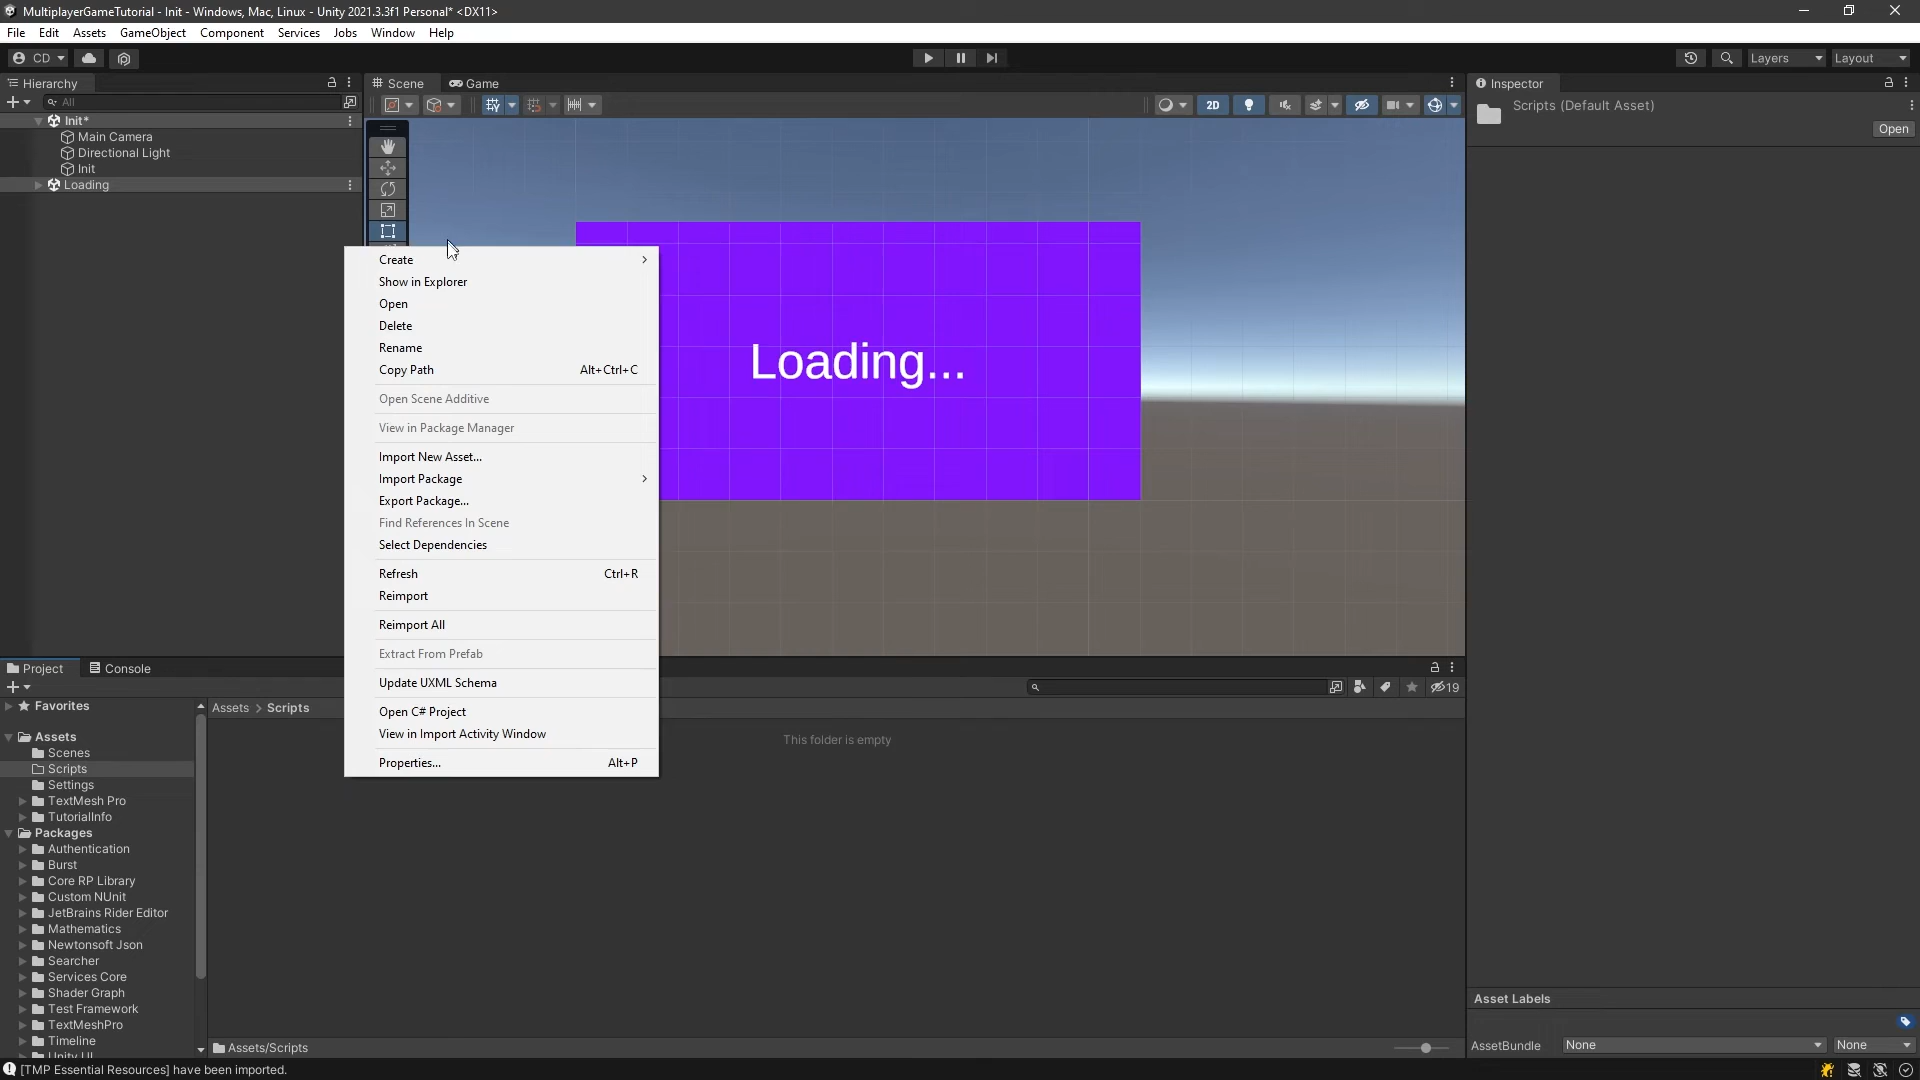 MultiplayerGameTutorial - Init - Windows, Mac, Linux - Unity 2021.3.3f1 Personal* <DX11>
File Edit Assets GameObject Component Services Jobs Window Help
CD Layers Layout
Hierarchy
All
Init*
Main Camera
Directional Light
Init
Loading
Scene Game
2D
Loading...
Create
Show in Explorer
Open
Delete
Rename
Copy Path Alt+Ctrl+C
Open Scene Additive
View in Package Manager
Import New Asset...
Import Package
Export Package...
Find References In Scene
Select Dependencies
Refresh Ctrl+R
Reimport
Reimport All
Extract From Prefab
Update UXML Schema
Open C# Project
View in Import Activity Window
Properties... Alt+P
Inspector
Scripts (Default Asset)
Open
Project Console
19
Favorites
Assets
Scenes
Scripts
Settings
TextMesh Pro
TutorialInfo
Packages
Authentication
Burst
Core RP Library
Custom NUnit
JetBrains Rider Editor
Mathematics
Newtonsoft Json
Searcher
Services Core
Shader Graph
Test Framework
TextMeshPro
Timeline
Unity UI
Assets > Scripts
This folder is empty
Assets/Scripts
Asset Labels
AssetBundle None None
[TMP Essential Resources] have been imported.